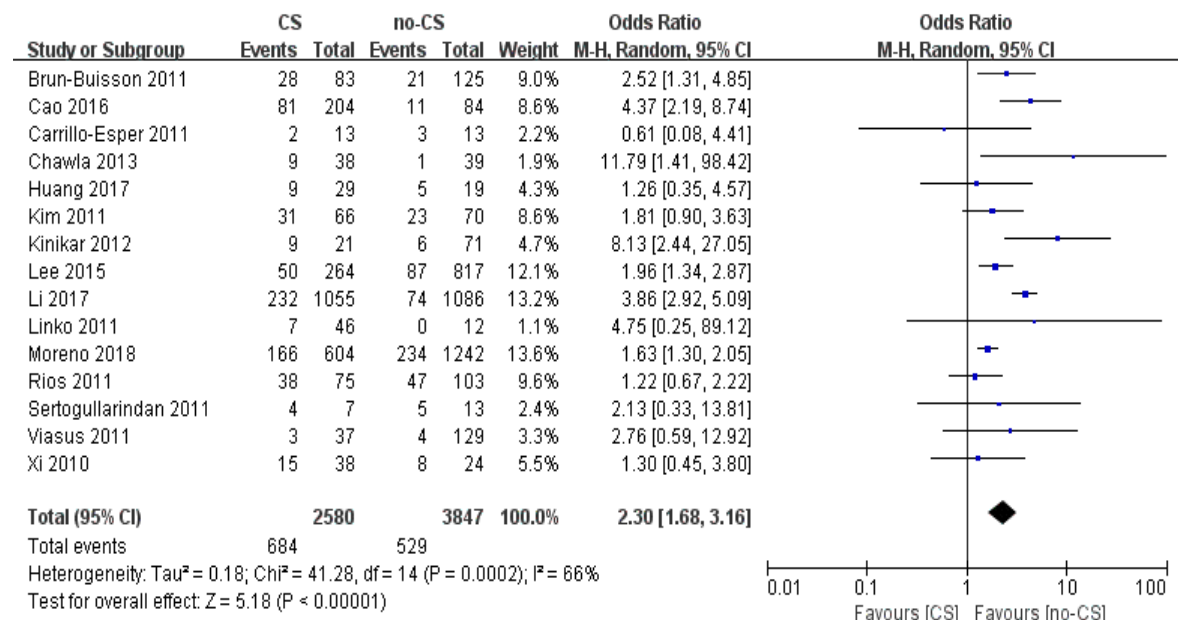 CS no-CS Odds Ratio Odds Ratio
Study or Subgroup Events Total Events Total Weight M-H, Random, 95% CI M-H, Random, 95% CI
Brun-Buisson 2011 28 83 21 125 9.0% 2.52 [1.31, 4.85]
Cao 2016 81 204 11 84 8.6% 4.37 [2.19, 8.74]
Carrillo-Esper 2011 2 13 3 13 2.2% 0.61 [0.08, 4.41]
Chawla 2013 9 38 1 39 1.9% 11.79 [1.41, 98.42]
Huang 2017 9 29 5 19 4.3% 1.26 [0.35, 4.57]
Kim 2011 31 66 23 70 8.6% 1.81 [0.90, 3.63]
Kinikar 2012 9 21 6 71 4.7% 8.13 [2.44, 27.05]
Lee 2015 50 264 87 817 12.1% 1.96 [1.34, 2.87]
Li 2017 232 1055 74 1086 13.2% 3.86 [2.92, 5.09]
Linko 2011 7 46 0 12 1.1% 4.75 [0.25, 89.12]
Moreno 2018 166 604 234 1242 13.6% 1.63 [1.30, 2.05]
Rios 2011 38 75 47 103 9.6% 1.22 [0.67, 2.22]
Sertogullarindan 2011 4 7 5 13 2.4% 2.13 [0.33, 13.81]
Viasus 2011 3 37 4 129 3.3% 2.76 [0.59, 12.92]
Xi 2010 15 38 8 24 5.5% 1.30 [0.45, 3.80]
Total (95% CI) 2580 3847 100.0% 2.30 [1.68, 3.16]
Total events 684 529
Heterogeneity: Tau² = 0.18; Chi² = 41.28, df = 14 (P = 0.0002); I² = 66%
Test for overall effect: Z = 5.18 (P < 0.00001)
0.01 0.1 1 10 100
Favours [CS] Favours [no-CS]